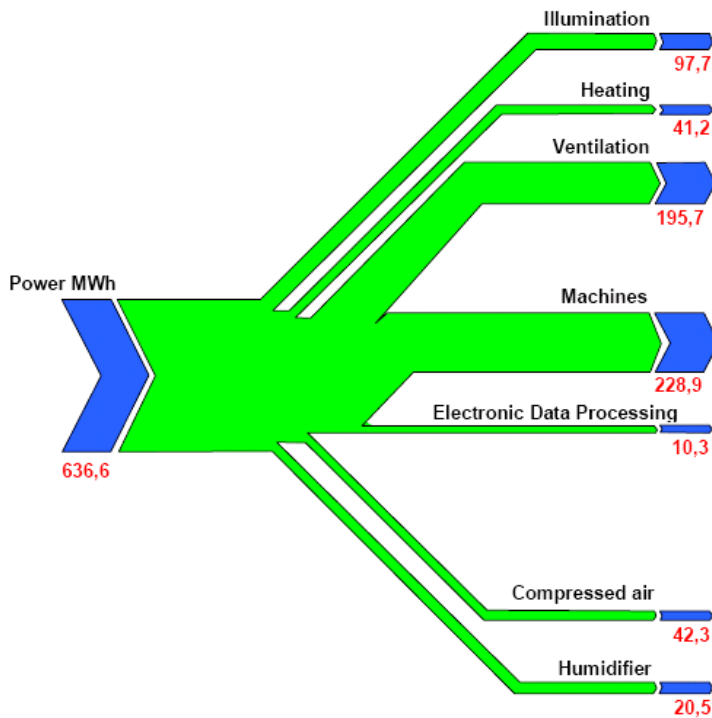 Illumination
97,7
Heating
41,2
Ventilation
195,7
Power MWh
636,6
Machines
228,9
Electronic Data Processing
10,3
Compressed air
42,3
Humidifier
20,5